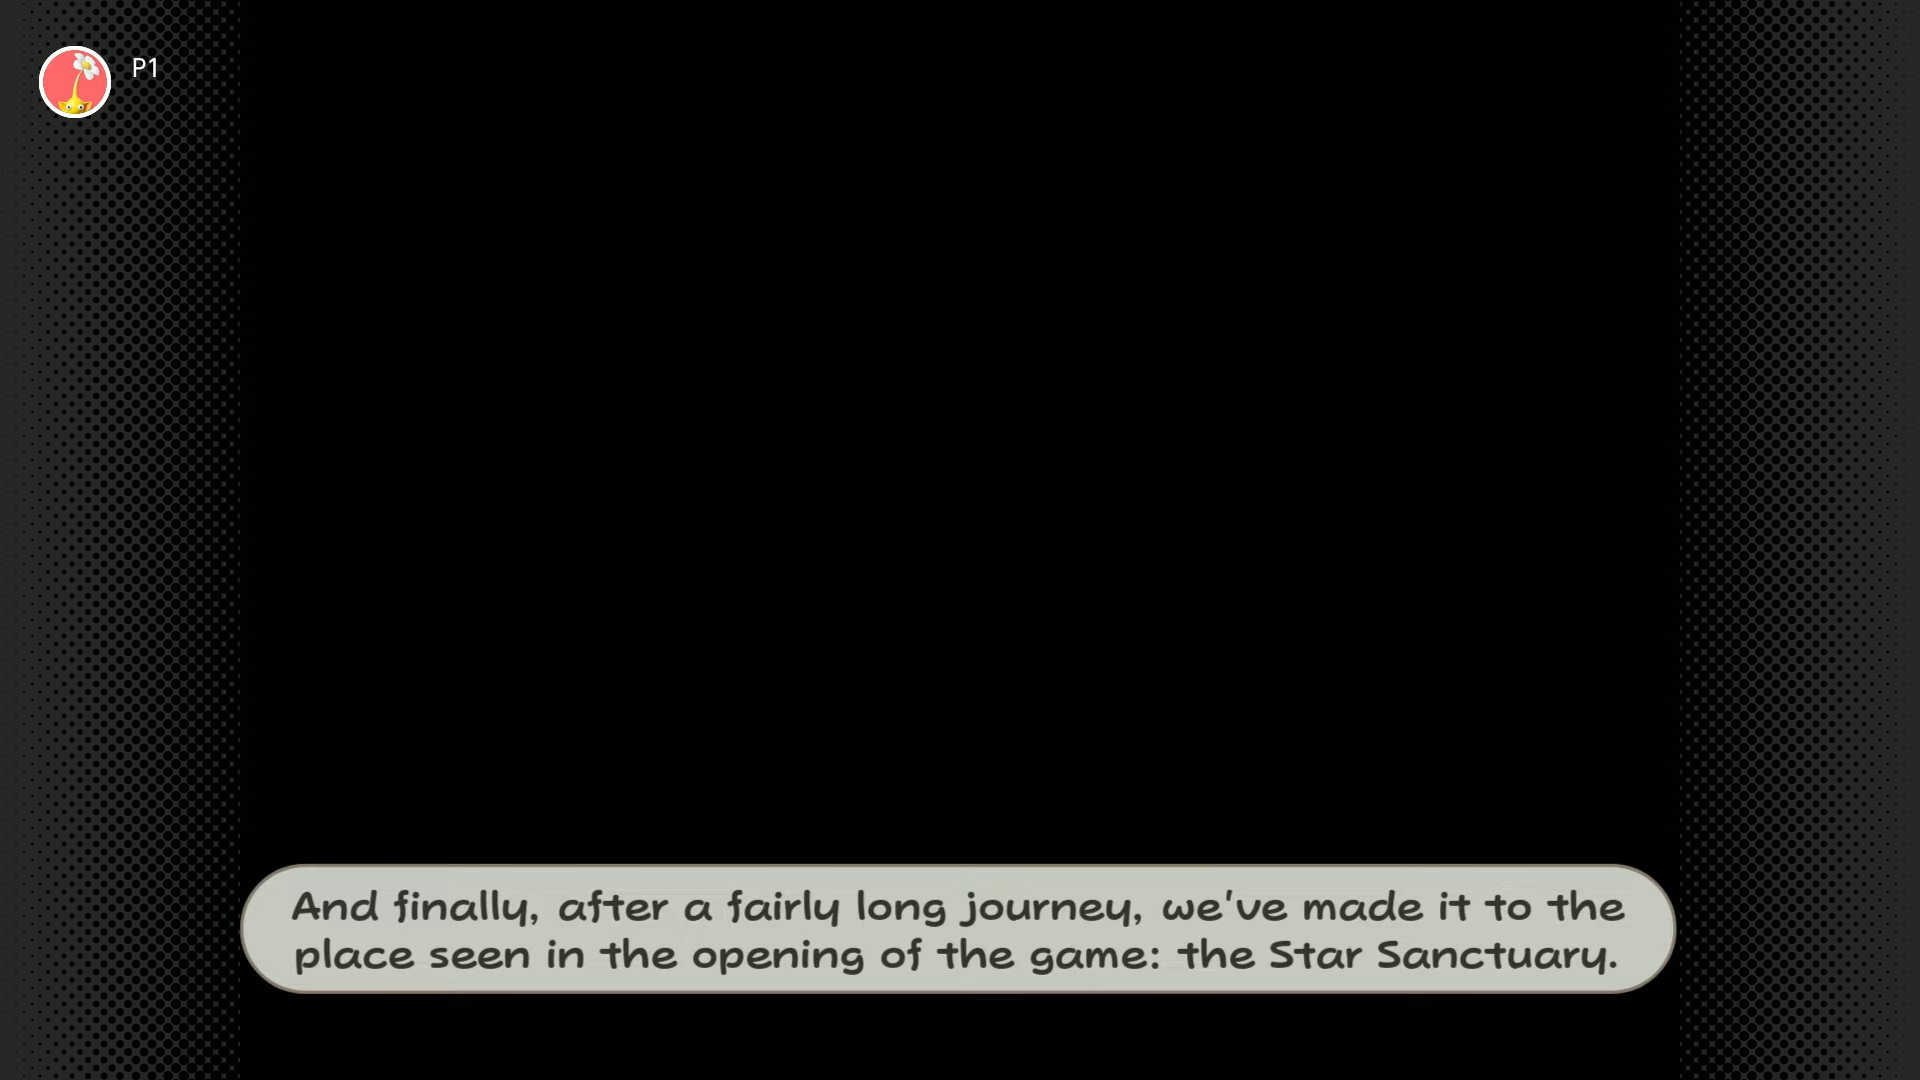 P1
And finally, after a fairly long journey, we've made it to the
place seen in the opening of the game: the Star Sanctuary.